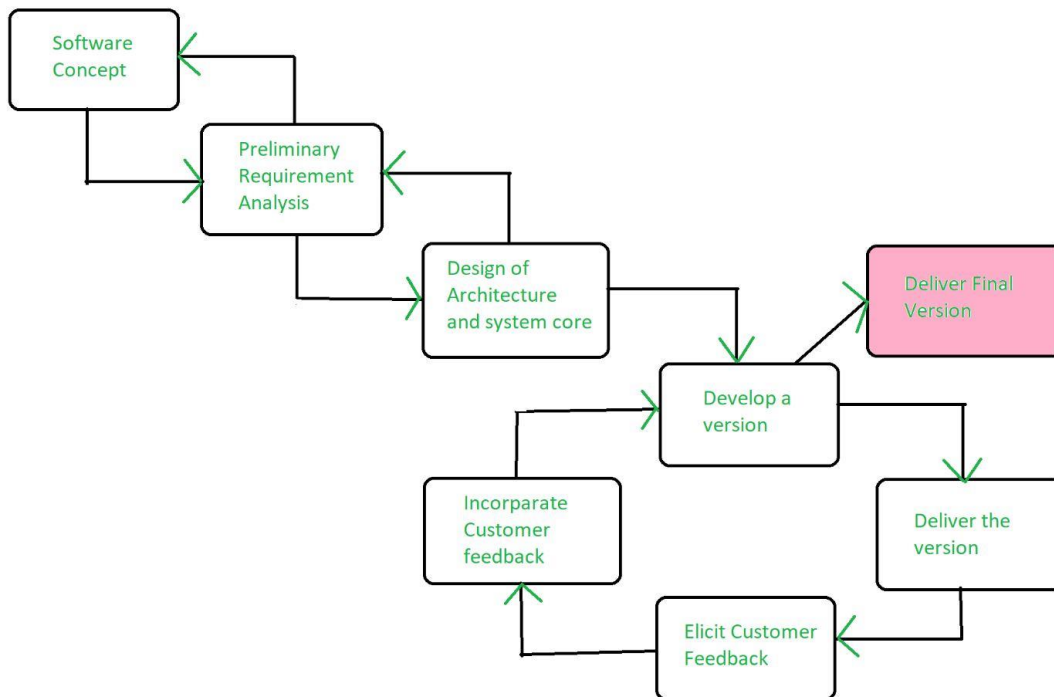 Software
Concept
Preliminary
Requirement
Analysis
Design of
Architecture
and system core
Deliver Final
Version
Develop a
version
Incorparate
Customer
feedback
Deliver the
version
Elicit Customer
Feedback